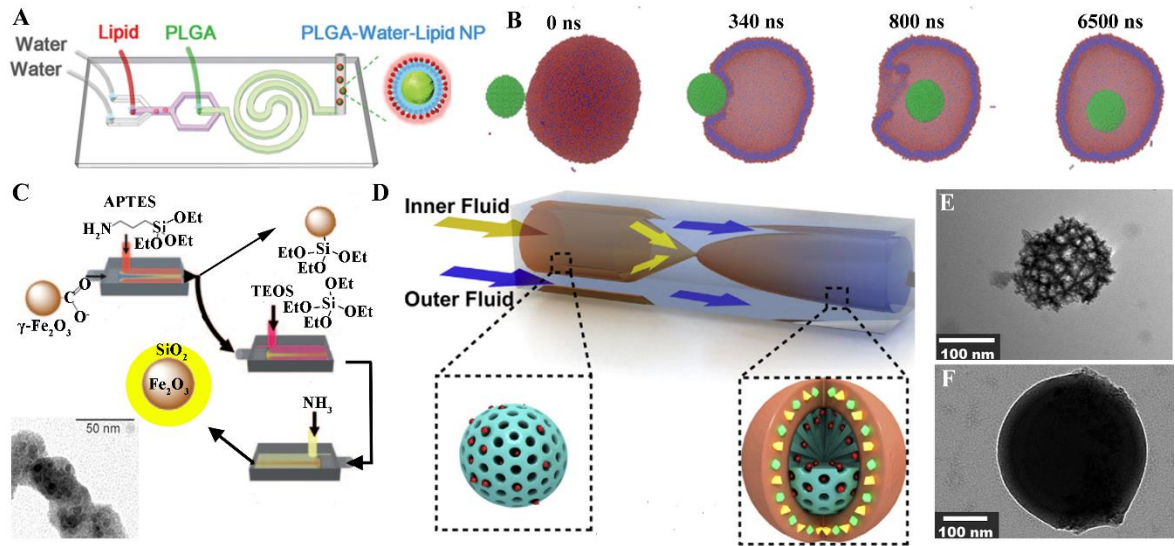 A
Water
Water
Lipid
PLGA
PLGA-Water-Lipid NP
B
0 ns
340 ns
800 ns
6500 ns
C
APTES
H2N
Si
OEt
EtO
OEt
γ-Fe2O3
C
O
O-
Si
EtO
OEt
OEt
TEOS
Si
EtO
OEt
OEt
OEt
SiO2
Fe2O3
NH3
50 nm
D
Inner Fluid
Outer Fluid
E
100 nm
F
100 nm